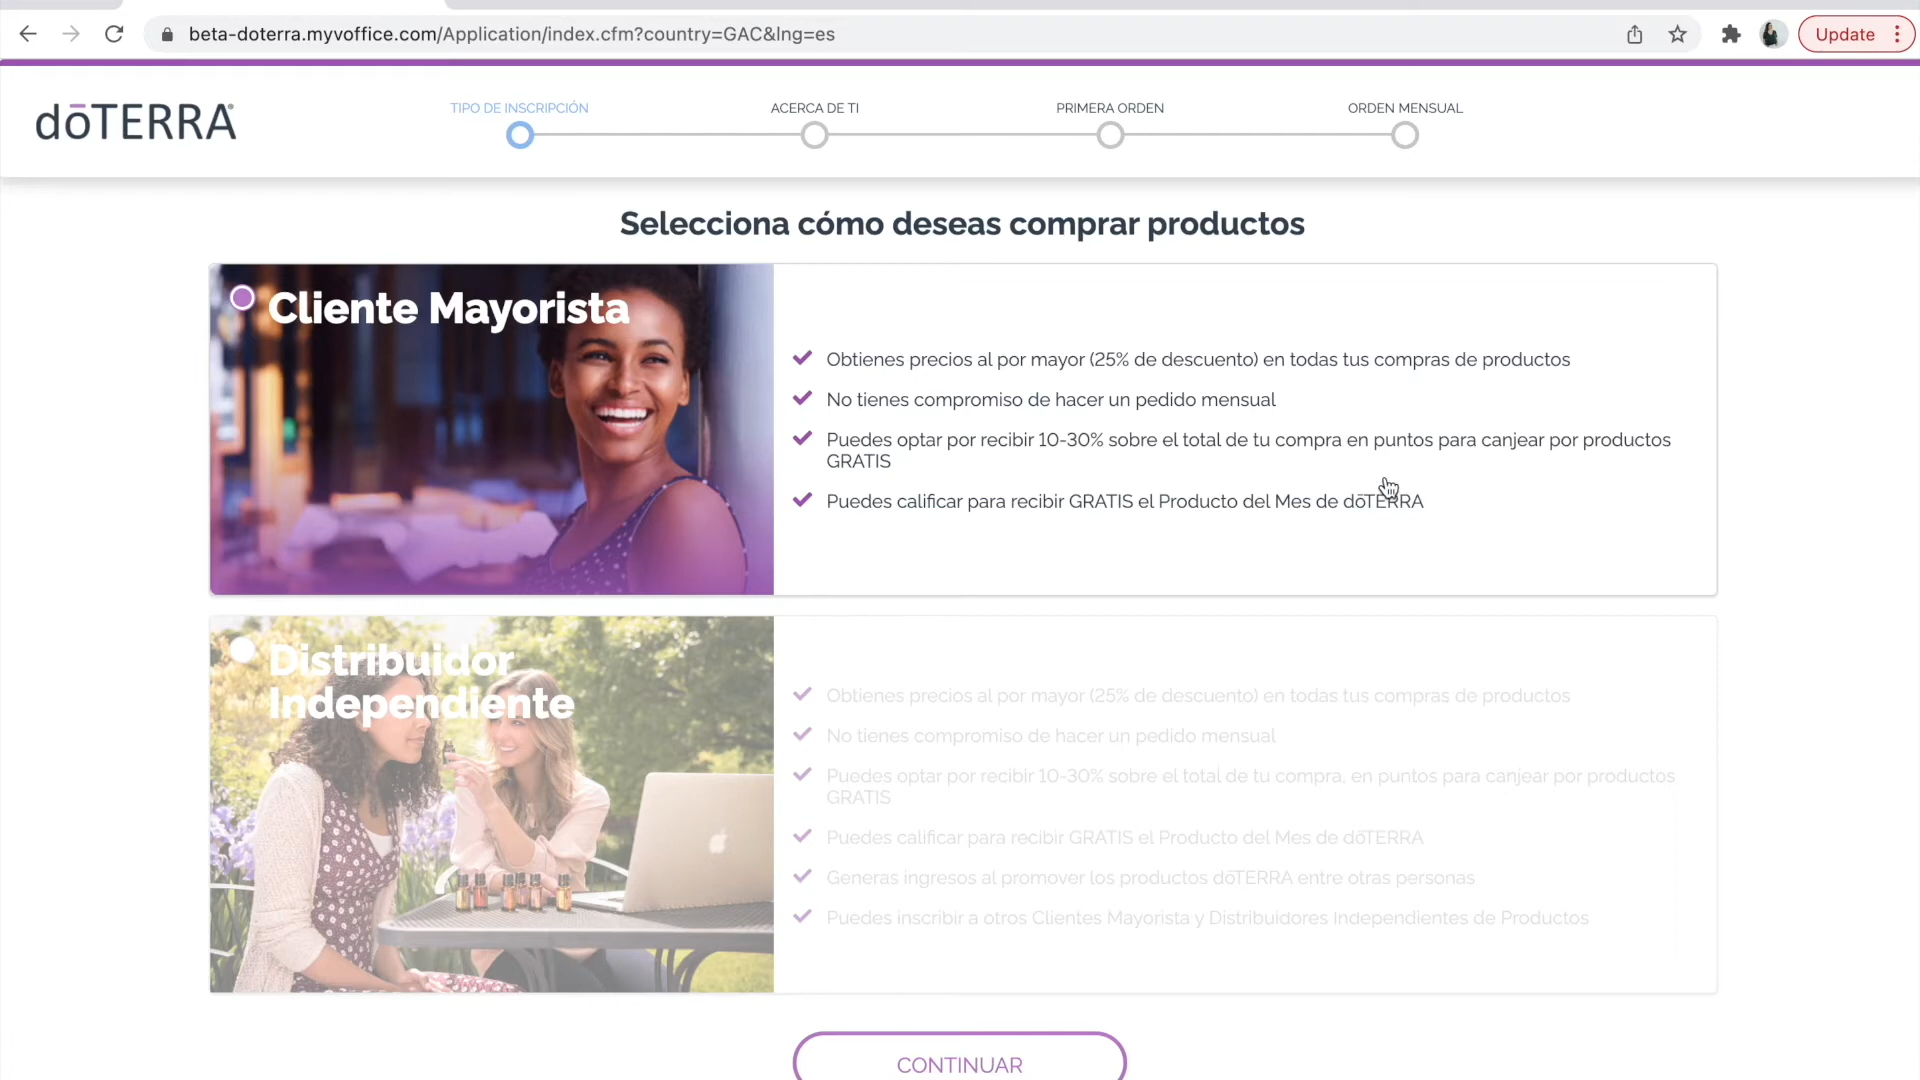 beta-doterra.myvoffice.com/Application/index.cfm?country=GAC&lng=es
Update
dōTERRA®
TIPO DE INSCRIPCIÓN
ACERCA DE TI
PRIMERA ORDEN
ORDEN MENSUAL
Selecciona cómo deseas comprar productos
Cliente Mayorista
Obtienes precios al por mayor (25% de descuento) en todas tus compras de productos
No tienes compromiso de hacer un pedido mensual
Puedes optar por recibir 10-30% sobre el total de tu compra en puntos para canjear por productos
GRATIS
Puedes calificar para recibir GRATIS el Producto del Mes de dōTERRA
Distribuidor
Independiente
Obtienes precios al por mayor (25% de descuento) en todas tus compras de productos
No tienes compromiso de hacer un pedido mensual
Puedes optar por recibir 10-30% sobre el total de tu compra, en puntos para canjear por productos
GRATIS
Puedes calificar para recibir GRATIS el Producto del Mes de dōTERRA
Generas ingresos al promover los productos dōTERRA entre otras personas
Puedes inscribir a otros Clientes Mayorista y Distribuidores Independientes de Productos
CONTINUAR